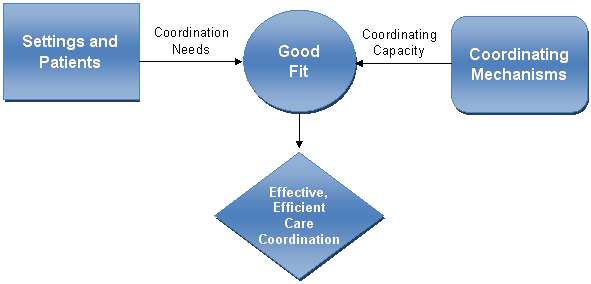 Settings and
Patients
Coordination
Needs
Good
Fit
Coordinating
Capacity
Coordinating
Mechanisms
Effective,
Efficient
Care
Coordination